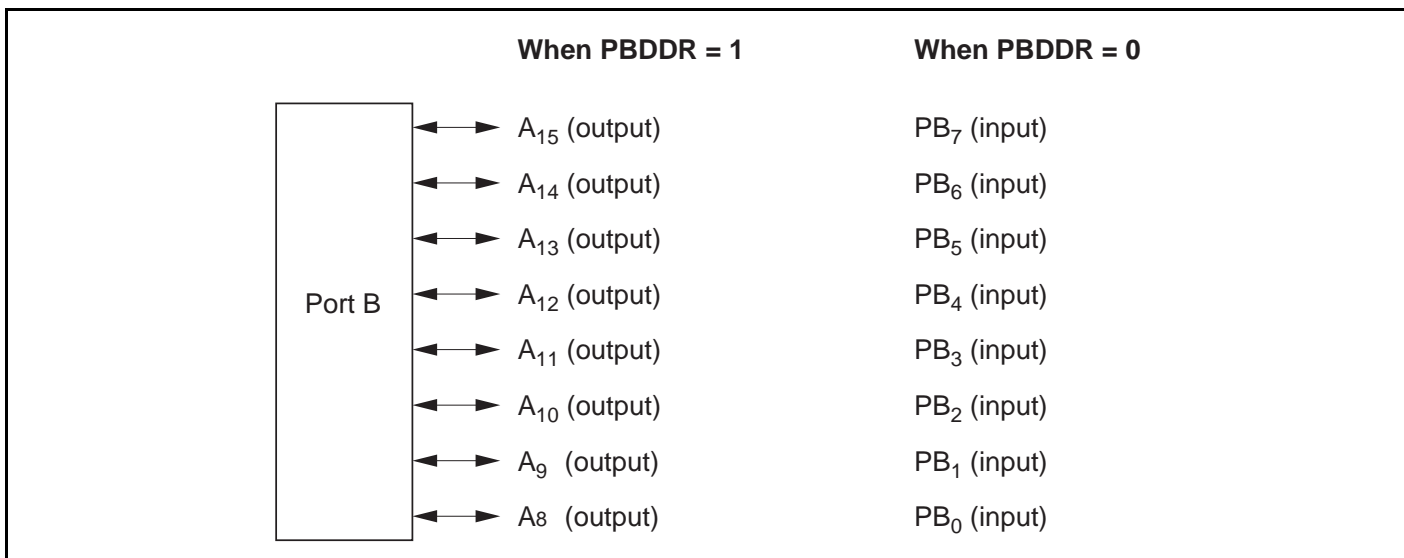 When PBDDR = 1 When PBDDR = 0
A15 (output) PB7 (input)
A14 (output) PB6 (input)
A13 (output) PB5 (input)
Port B A12 (output) PB4 (input)
A11 (output) PB3 (input)
A10 (output) PB2 (input)
A9 (output) PB1 (input)
A8 (output) PB0 (input)